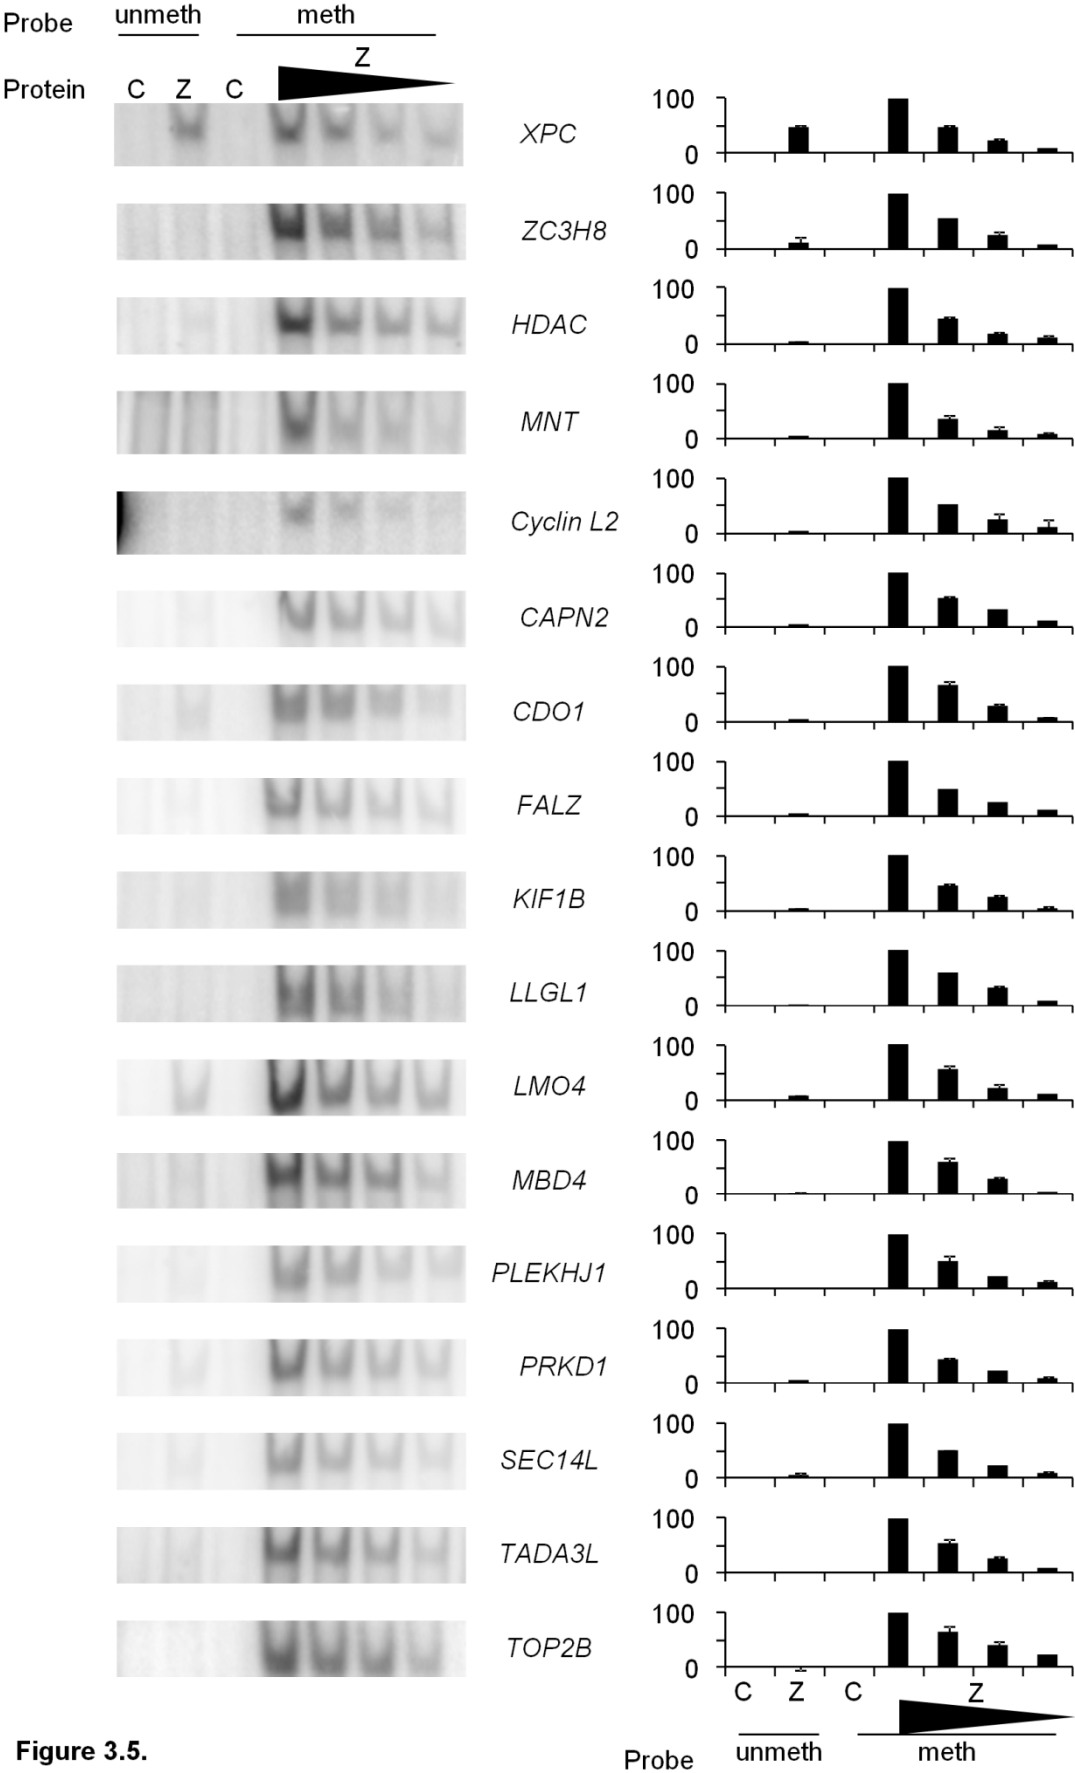 Probe unmeth meth
Z
Protein C Z C
XPC 100 0
ZC3H8 100 0
HDAC 100 0
MNT 100 0
Cyclin L2 100 0
CAPN2 100 0
CDO1 100 0
FALZ 100 0
KIF1B 100 0
LLGL1 100 0
LMO4 100 0
MBD4 100 0
PLEKHJ1 100 0
PRKD1 100 0
SEC14L 100 0
TADA3L 100 0
TOP2B 100 0
C Z C Z
Figure 3.5.
Probe unmeth meth